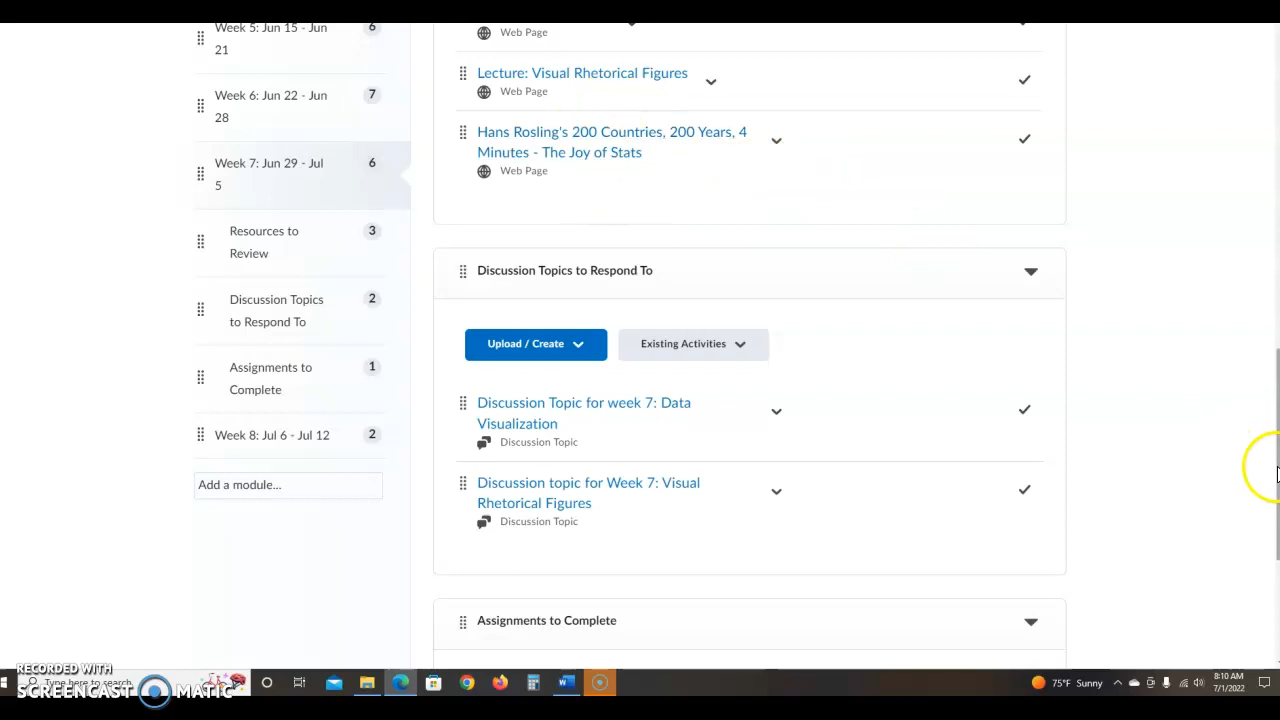 Week 5: Jun 15 - Jun
21
6
Week 6: Jun 22 - Jun
28
7
Week 7: Jun 29 - Jul
5
6
Resources to
Review
3
Discussion Topics
to Respond To
2
Assignments to
Complete
1
Week 8: Jul 6 - Jul 12
2
Add a module...
Web Page
Lecture: Visual Rhetorical Figures
Web Page
Hans Rosling's 200 Countries, 200 Years, 4
Minutes - The Joy of Stats
Web Page
Discussion Topics to Respond To
Upload / Create
Existing Activities
Discussion Topic for week 7: Data
Visualization
Discussion Topic
Discussion topic for Week 7: Visual
Rhetorical Figures
Discussion Topic
Assignments to Complete
RECORDED WITH
SCREENCAST MATIC
Type here to search
75°F Sunny
8:10 AM
7/1/2022